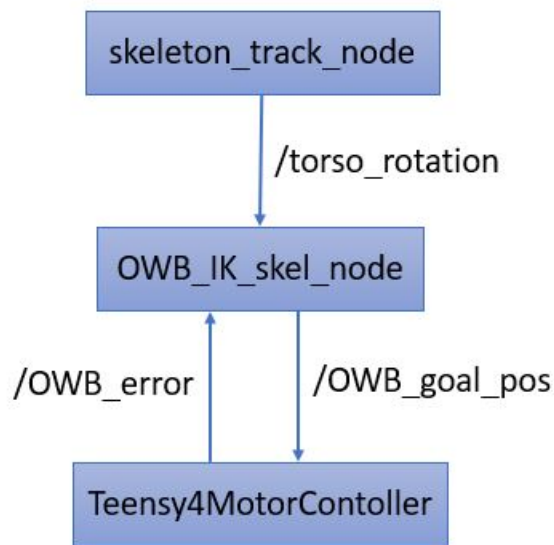 skeleton_track_node
/torso_rotation
OWB_IK_skel_node
/OWB_error
/OWB_goal_pos
Teensy4MotorContoller